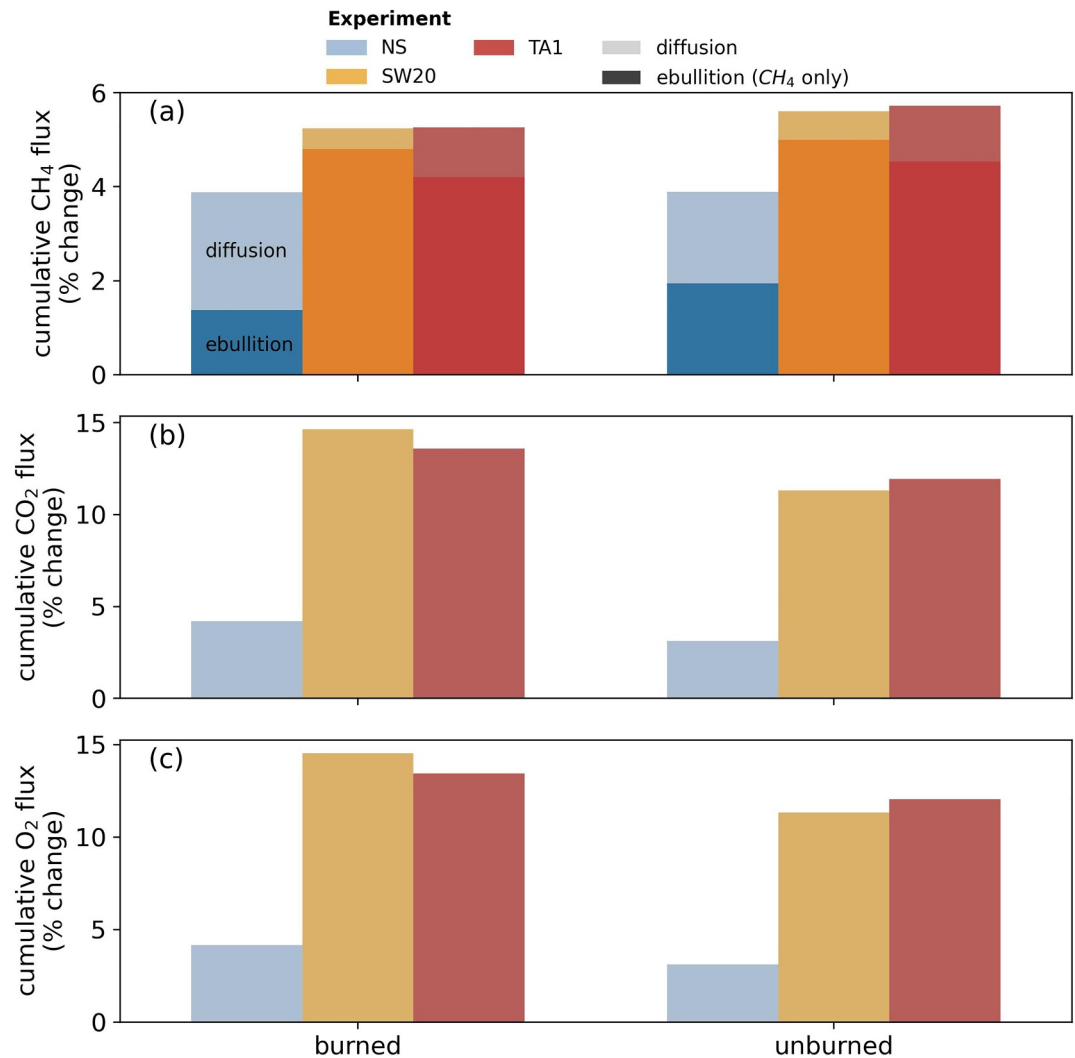 Experiment
NS
TA1
diffusion
SW20
ebullition (CH₄ only)
(a)
6
4
2
0
cumulative CH₄ flux
(% change)
diffusion
ebullition
(b)
15
10
5
0
cumulative CO₂ flux
(% change)
(c)
15
10
5
0
cumulative O₂ flux
(% change)
burned
unburned